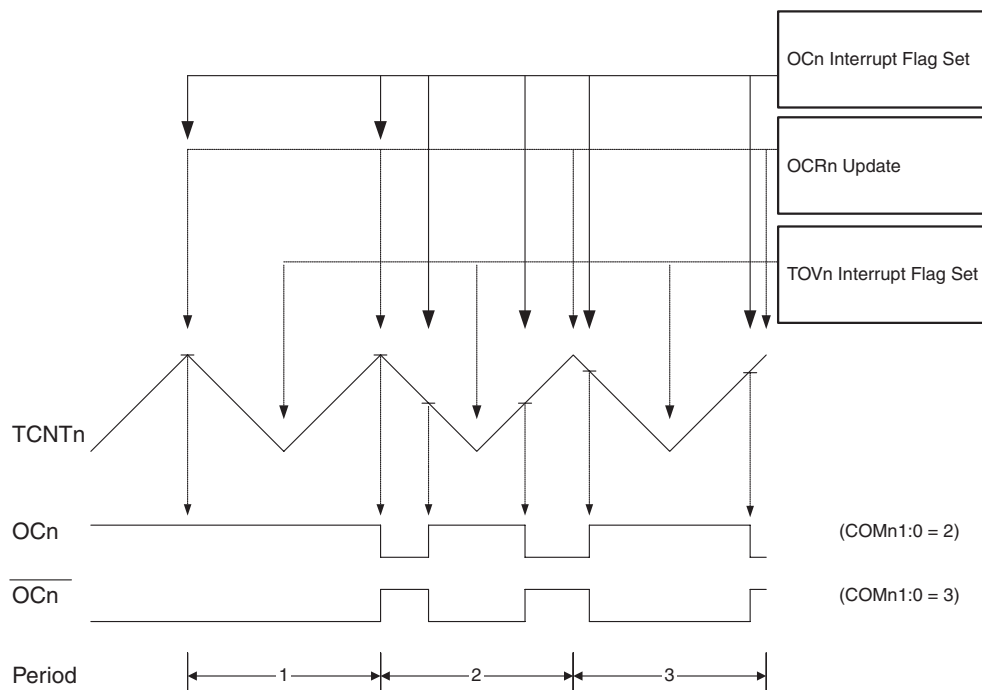 OCn Interrupt Flag Set
OCRn Update
TOVn Interrupt Flag Set
TCNTn
OCn (COMn1:0 = 2)
OCn (COMn1:0 = 3)
Period 1 2 3